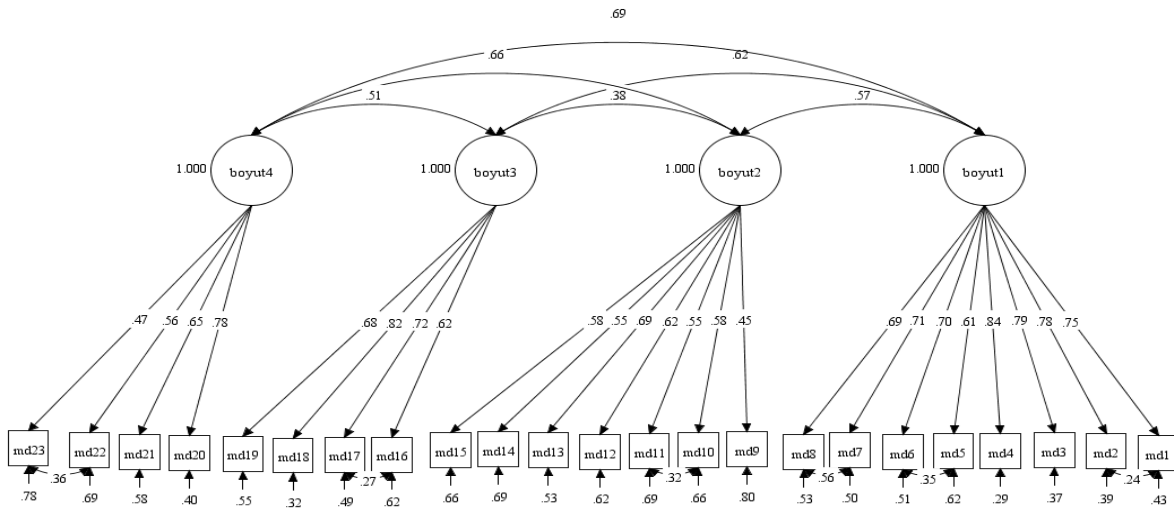 .69
.66 .62
.51 .38 .57
1.000 boyut4 1.000 boyut3 1.000 boyut2 1.000 boyut1
.47 .56 .65 .78 .68 .82 .72 .62 .58 .55 .69 .62 .55 .58 .45 .69 .71 .70 .61 .84 .79 .78 .75
md23 md22 md21 md20 md19 md18 md17 md16 md15 md14 md13 md12 md11 md10 md9 md8 md7 md6 md5 md4 md3 md2 md1
.36 .27 .32 .56 .35 .24
.78 .69 .58 .40 .55 .32 .49 .62 .66 .69 .53 .62 .69 .66 .80 .53 .50 .51 .62 .29 .37 .39 .43